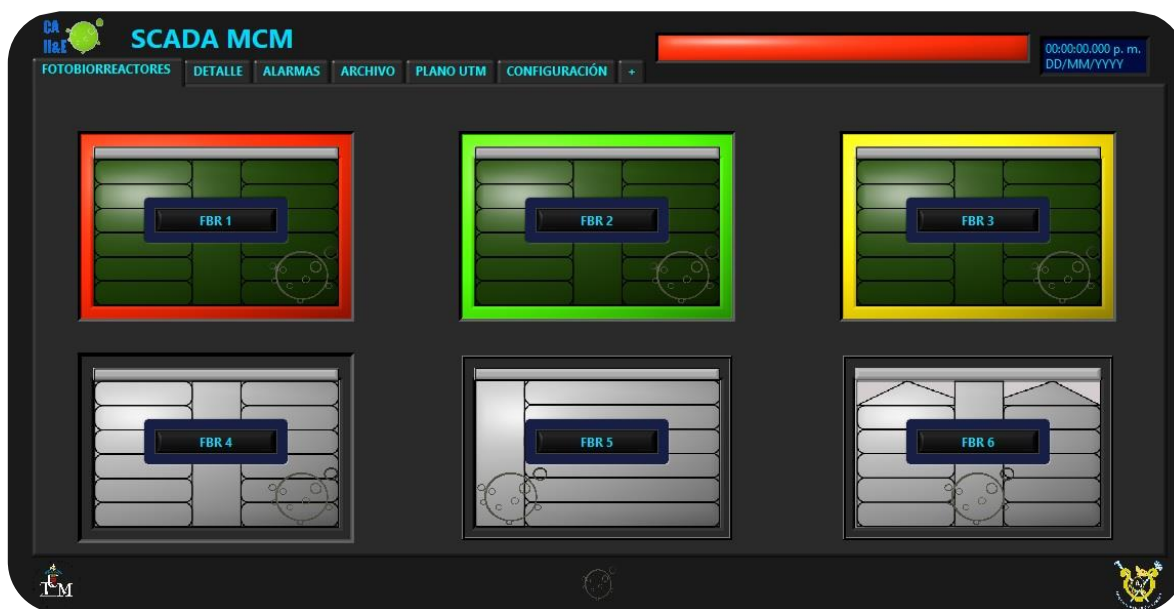 CA
II&E
SCADA MCM
00:00:00.000 p. m.
DD/MM/YYYY
FOTOBIORREACTORES DETALLE ALARMAS ARCHIVO PLANO UTM CONFIGURACIÓN +
FBR 1 FBR 2 FBR 3
FBR 4 FBR 5 FBR 6